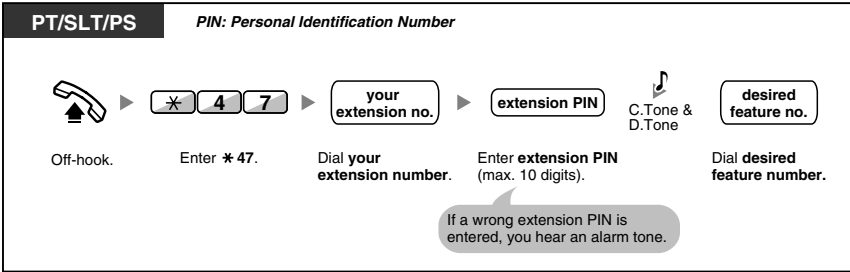 PT/SLT/PS
PIN: Personal Identification Number
✳ 4 7
your
extension no.
extension PIN
C.Tone &
D.Tone
desired
feature no.
Off-hook.
Enter ✳ 47.
Dial your
extension number.
Enter extension PIN
(max. 10 digits).
Dial desired
feature number.
If a wrong extension PIN is
entered, you hear an alarm tone.